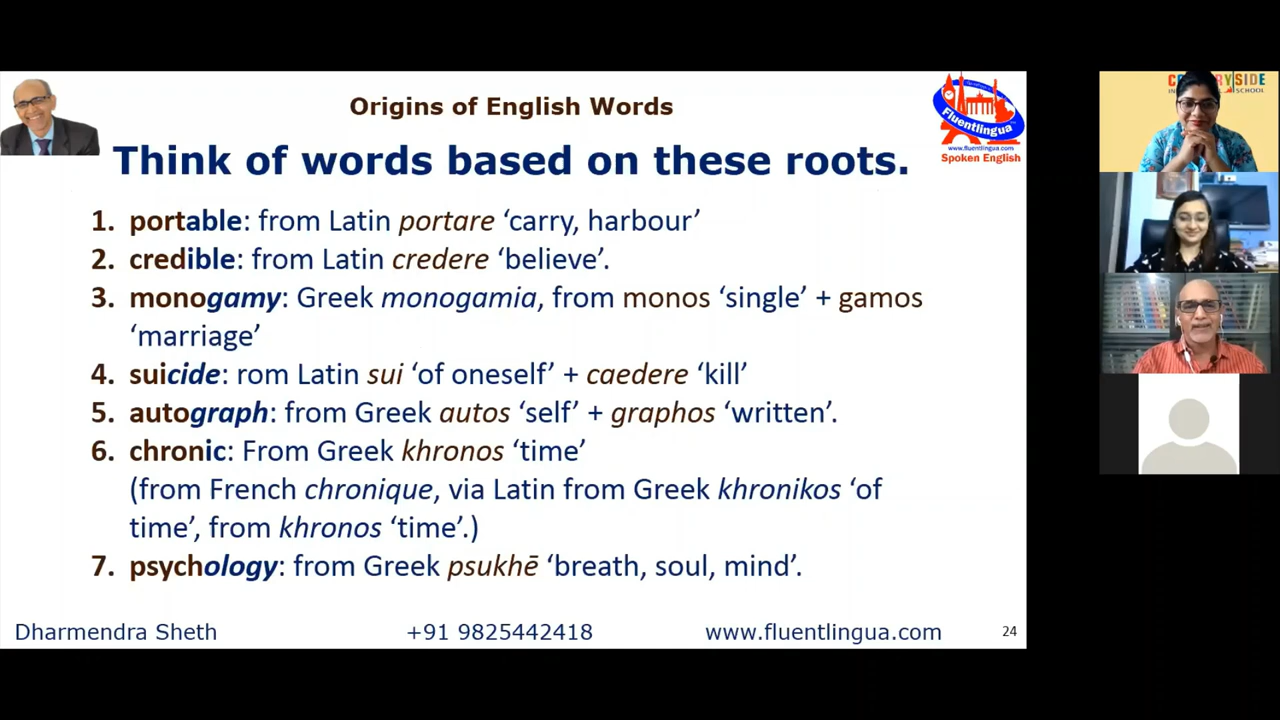 Origins of English Words
Fluentlingua
www.fluentlingua.com
Spoken English
Think of words based on these roots.
1. portable: from Latin portare ‘carry, harbour’
2. credible: from Latin credere ‘believe’.
3. monogamy: Greek monogamia, from monos ‘single’ + gamos
‘marriage’
4. suicide: rom Latin sui ‘of oneself’ + caedere ‘kill’
5. autograph: from Greek autos ‘self’ + graphos ‘written’.
6. chronic: From Greek khronos ‘time’
(from French chronique, via Latin from Greek khronikos ‘of
time’, from khronos ‘time’.)
7. psychology: from Greek psukhē ‘breath, soul, mind’.
Dharmendra Sheth +91 9825442418 www.fluentlingua.com 24
SCHOOL